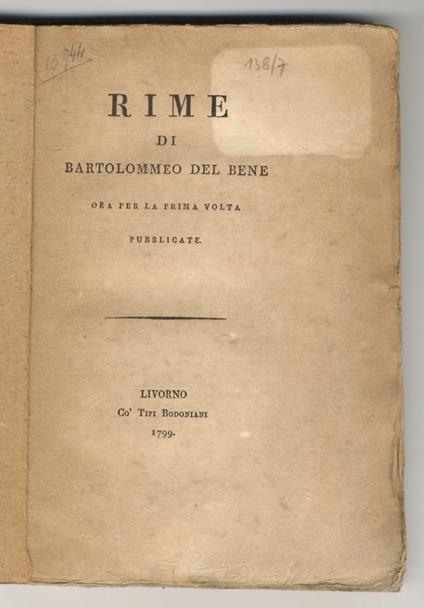 10744
138/7
RIME
DI
BARTOLOMMEO DEL BENE
ORA PER LA PRIMA VOLTA
PUBBLICATE.
LIVORNO
Co' Tipi Bodoniani
1799.